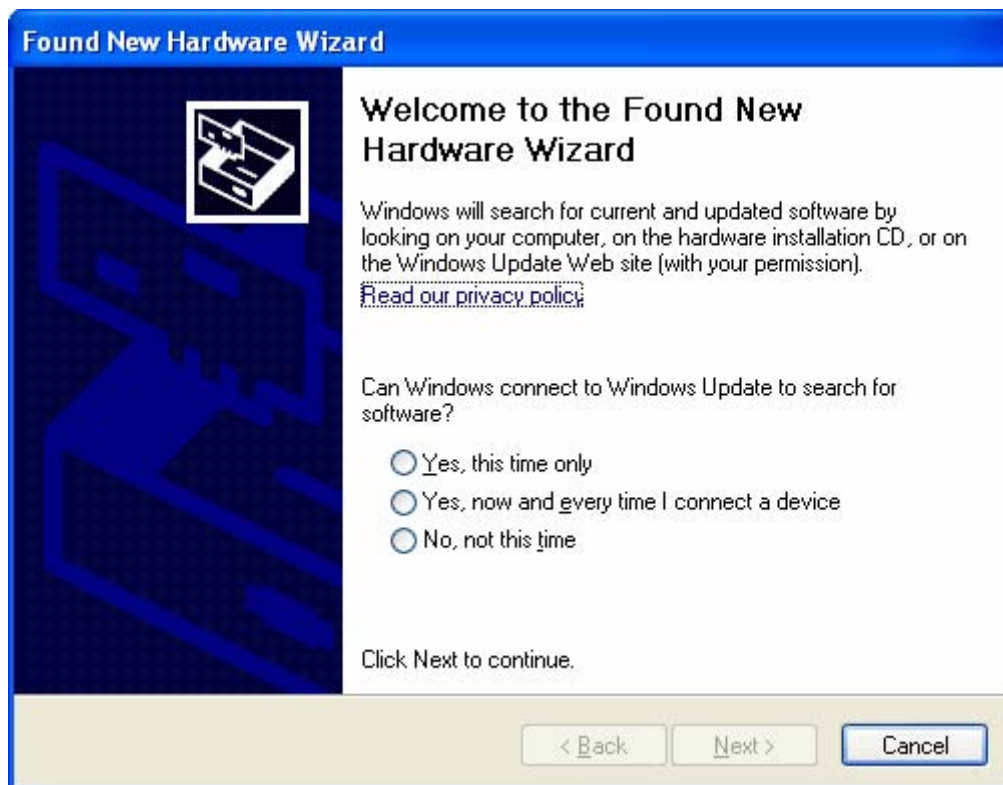 Found New Hardware Wizard
Welcome to the Found New
Hardware Wizard
Windows will search for current and updated software by
looking on your computer, on the hardware installation CD, or on
the Windows Update Web site (with your permission).
Read our privacy policy
Can Windows connect to Windows Update to search for
software?
Yes, this time only
Yes, now and every time I connect a device
No, not this time
Click Next to continue.
< Back Next > Cancel